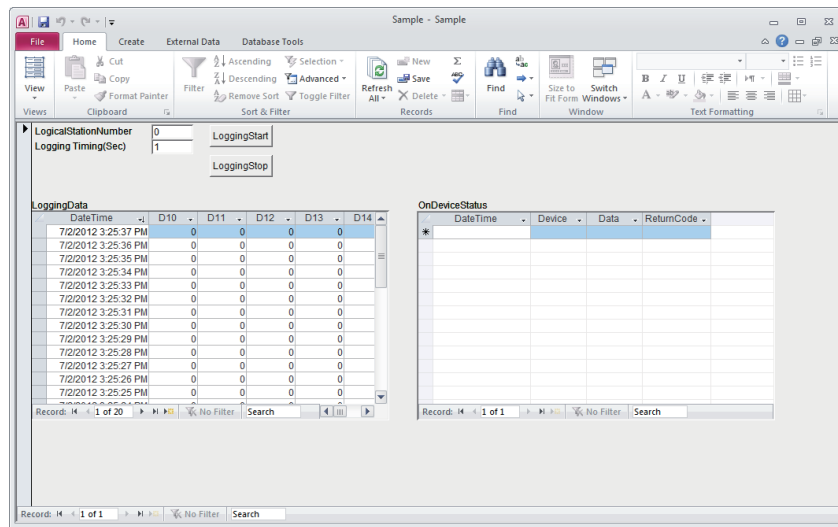 Sample - Sample
File Home Create External Data Database Tools
View
Paste
Cut
Copy
Format Painter
Filter
Ascending
Descending
Remove Sort
Selection
Advanced
Toggle Filter
Refresh All
New
Save
Delete
Find
Size to Fit Form
Switch Windows
B I U
A
Views Clipboard Sort & Filter Records Find Window Text Formatting
LogicalStationNumber 0 LoggingStart
Logging Timing(Sec) 1
LoggingStop
LoggingData
DateTime D10 D11 D12 D13 D14
7/2/2012 3:25:37 PM 0 0 0 0
7/2/2012 3:25:36 PM 0 0 0 0
7/2/2012 3:25:35 PM 0 0 0 0
7/2/2012 3:25:34 PM 0 0 0 0
7/2/2012 3:25:33 PM 0 0 0 0
7/2/2012 3:25:32 PM 0 0 0 0
7/2/2012 3:25:31 PM 0 0 0 0
7/2/2012 3:25:30 PM 0 0 0 0
7/2/2012 3:25:29 PM 0 0 0 0
7/2/2012 3:25:28 PM 0 0 0 0
7/2/2012 3:25:27 PM 0 0 0 0
7/2/2012 3:25:26 PM 0 0 0 0
7/2/2012 3:25:25 PM 0 0 0 0
Record: 1 of 20 No Filter Search
OnDeviceStatus
DateTime Device Data ReturnCode
Record: 1 of 1 No Filter Search
Record: 1 of 1 No Filter Search